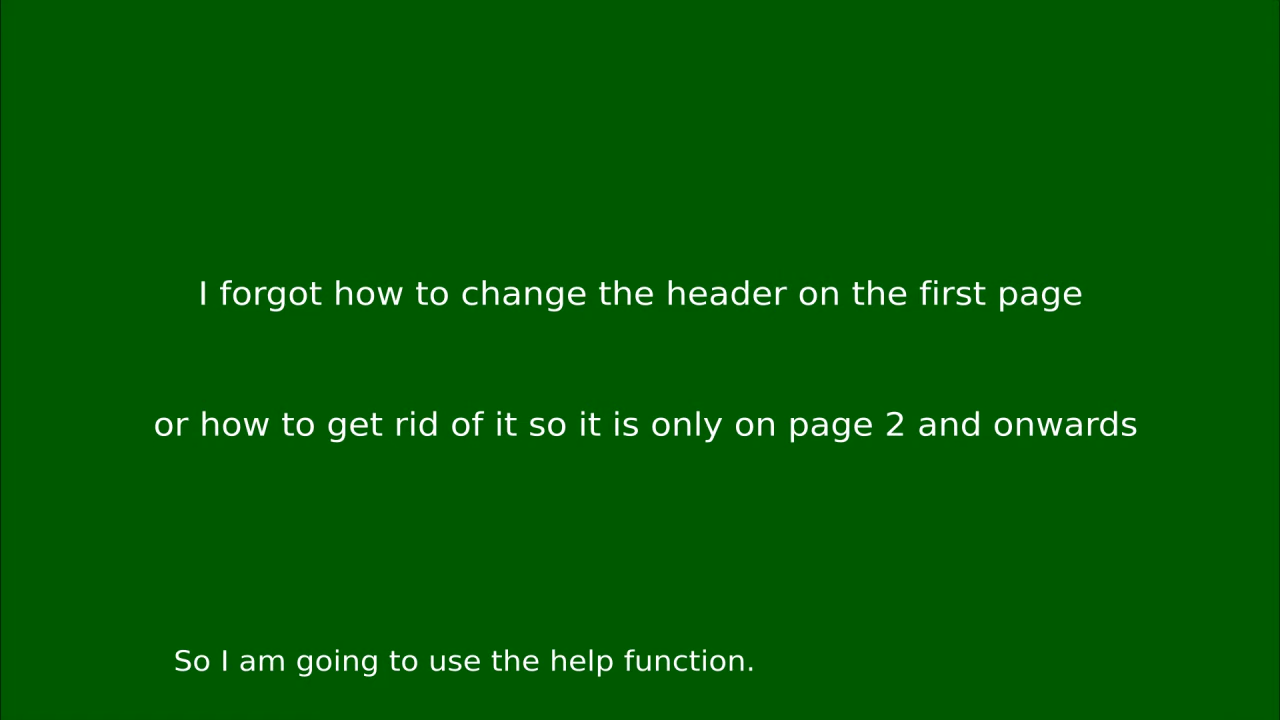 I forgot how to change the header on the first page
or how to get rid of it so it is only on page 2 and onwards
So I am going to use the help function.